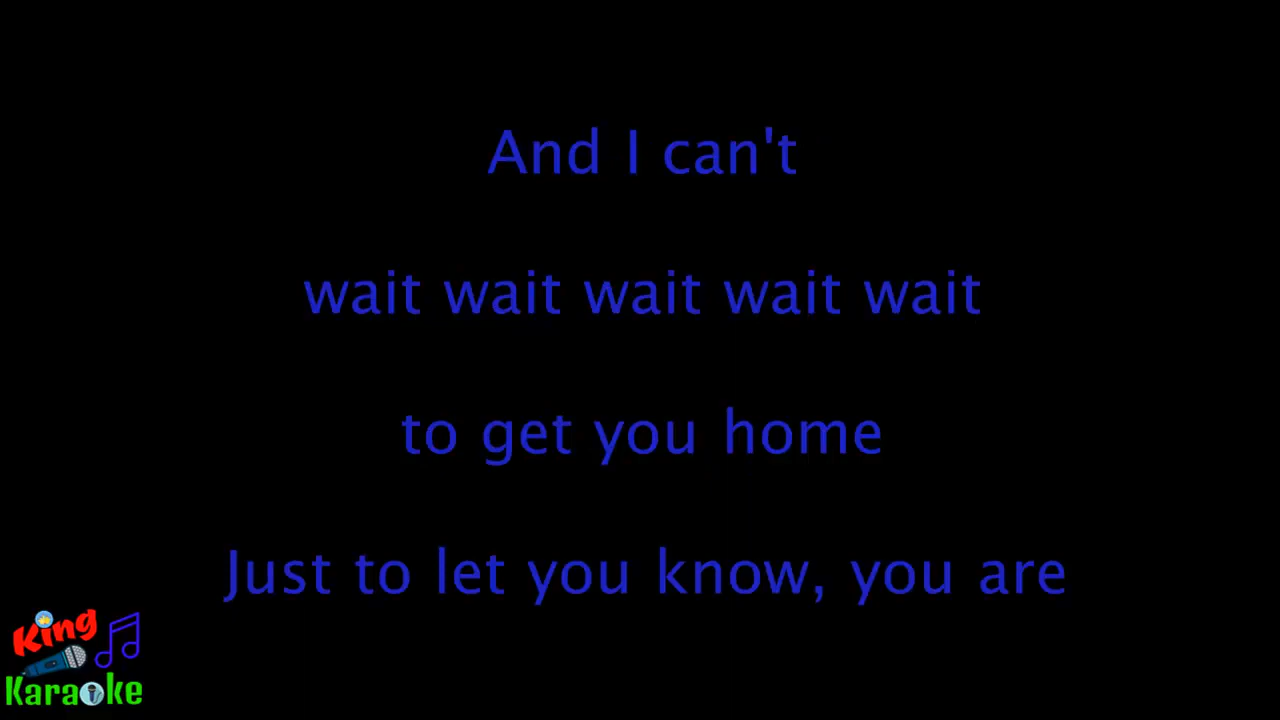 And I can't
wait wait wait wait wait
to get you home
Just to let you know, you are
King
Karaoke